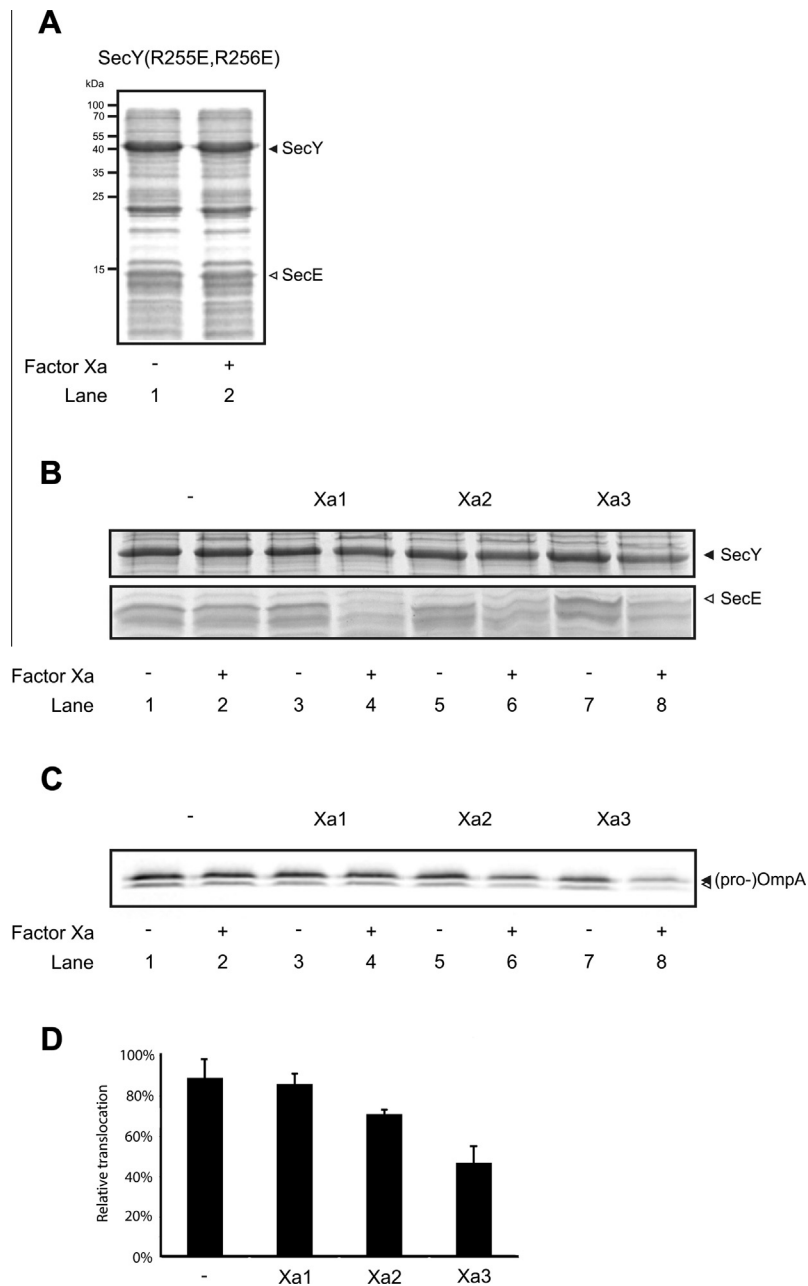 A
SecY(R255E,R256E)
kDa
100
70
55
40
35
25
15
SecY
SecE
Factor Xa - +
Lane 1 2
B
- Xa1 Xa2 Xa3
SecY
SecE
Factor Xa - + - + - + - +
Lane 1 2 3 4 5 6 7 8
C
- Xa1 Xa2 Xa3
(pro-)OmpA
Factor Xa - + - + - + - +
Lane 1 2 3 4 5 6 7 8
D
Relative translocation
100%
80%
60%
40%
20%
0%
- Xa1 Xa2 Xa3